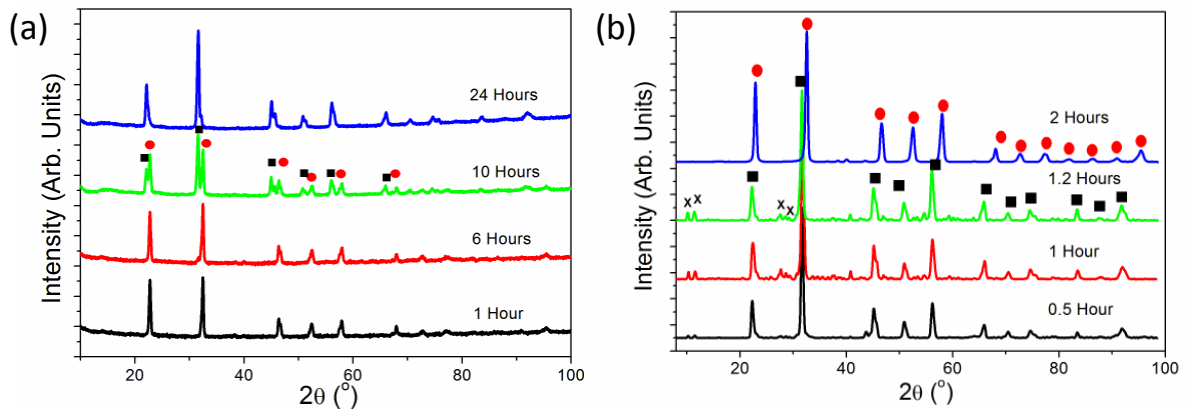 (a)
Intensity (Arb. Units)
24 Hours
10 Hours
6 Hours
1 Hour
20 40 60 80 100
2θ (°)
(b)
Intensity (Arb. Units)
2 Hours
1.2 Hours
x x x x
1 Hour
0.5 Hour
20 40 60 80 100
2θ (°)